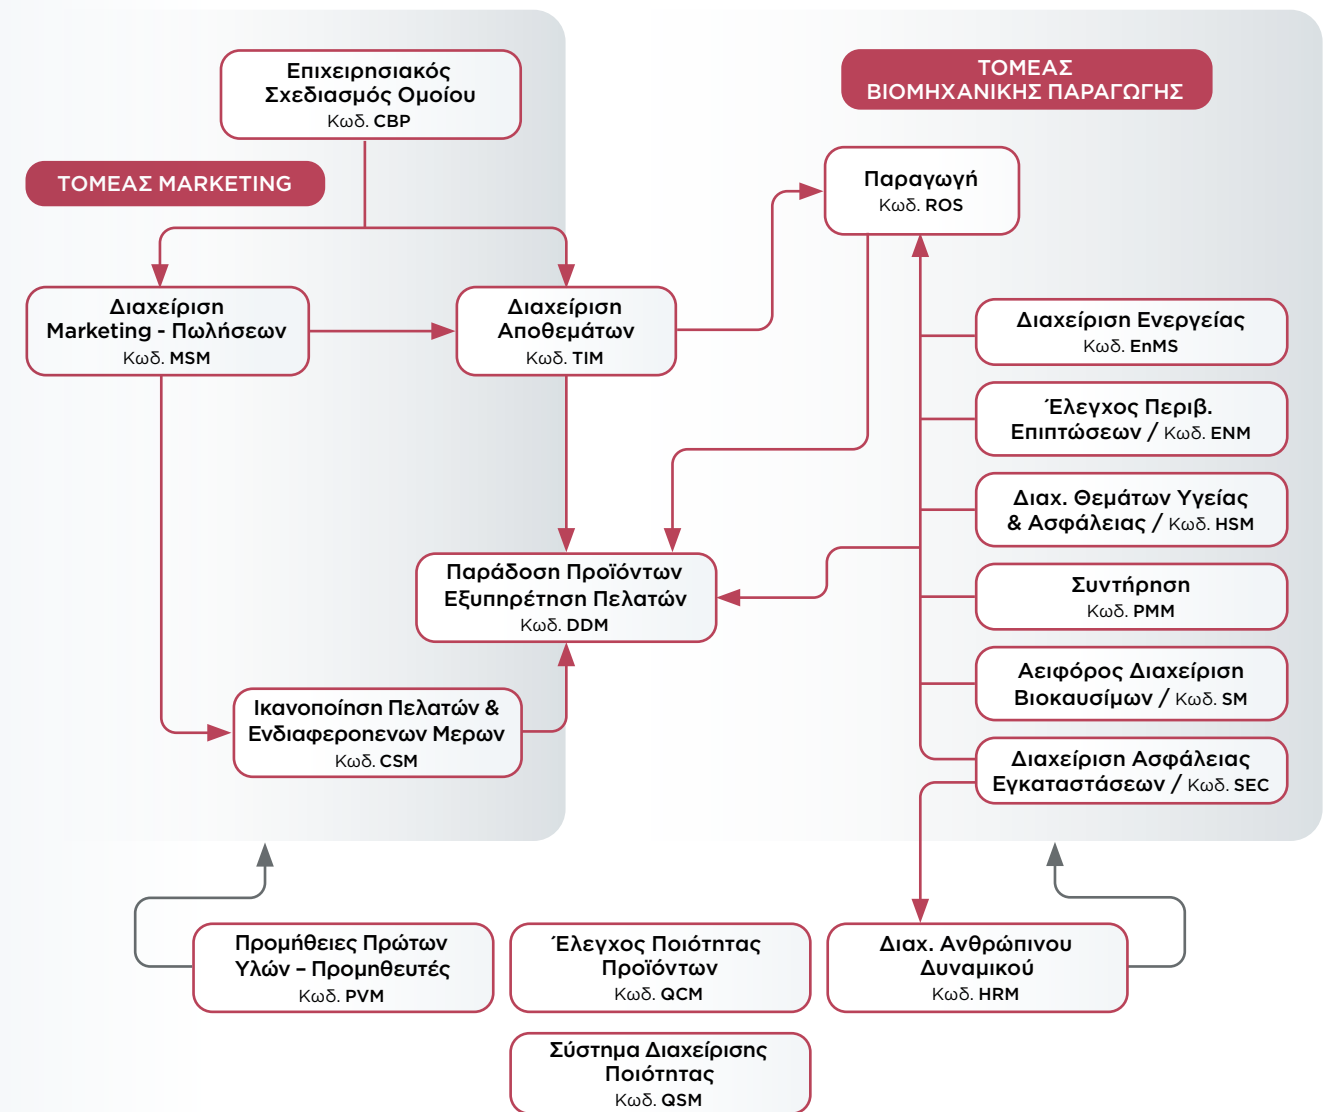 Επιχειρησιακός
Σχεδιασμός Ομοίου
Κωδ. CBP
ΤΟΜΕΑΣ MARKETING
Διαχείριση
Marketing - Πωλήσεων
Κωδ. MSM
Διαχείριση
Αποθεμάτων
Κωδ. TIM
Παράδοση Προϊόντων
Εξυπηρέτηση Πελατών
Κωδ. DDM
Ικανοποίηση Πελατών &
Ενδιαφεροπενων Μερων
Κωδ. CSM
ΤΟΜΕΑΣ
ΒΙΟΜΗΧΑΝΙΚΗΣ ΠΑΡΑΓΩΓΗΣ
Παραγωγή
Κωδ. ROS
Διαχείριση Ενεργείας
Κωδ. EnMS
Έλεγχος Περιβ.
Επιπτώσεων / Κωδ. ENM
Διαχ. Θεμάτων Υγείας
& Ασφάλειας / Κωδ. HSM
Συντήρηση
Κωδ. PMM
Αειφόρος Διαχείριση
Βιοκαυσίμων / Κωδ. SM
Διαχείριση Ασφάλειας
Εγκαταστάσεων / Κωδ. SEC
Προμήθειες Πρώτων
Υλών – Προμηθευτές
Κωδ. PVM
Έλεγχος Ποιότητας
Προϊόντων
Κωδ. QCM
Διαχ. Ανθρώπινου
Δυναμικού
Κωδ. HRM
Σύστημα Διαχείρισης
Ποιότητας
Κωδ. QSM